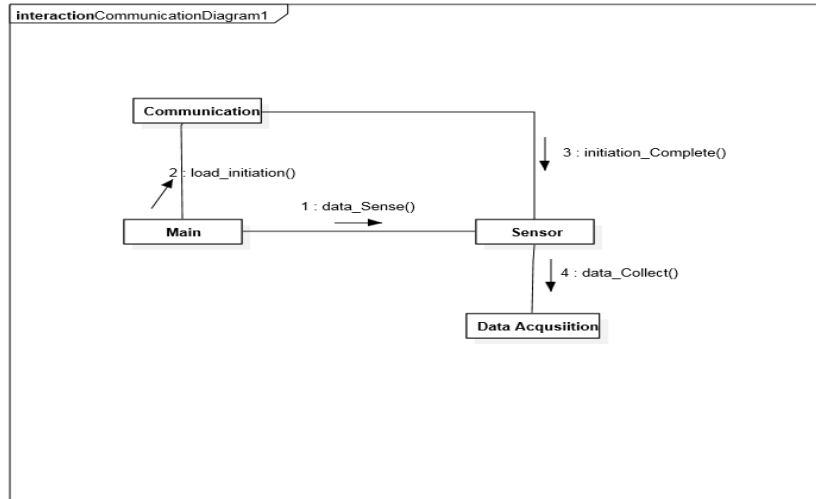 interactionCommunicationDiagram1
Communication
3 : initiation_Complete()
2 : load_initiation()
1 : data_Sense()
Main
Sensor
4 : data_Collect()
Data Acqusiition